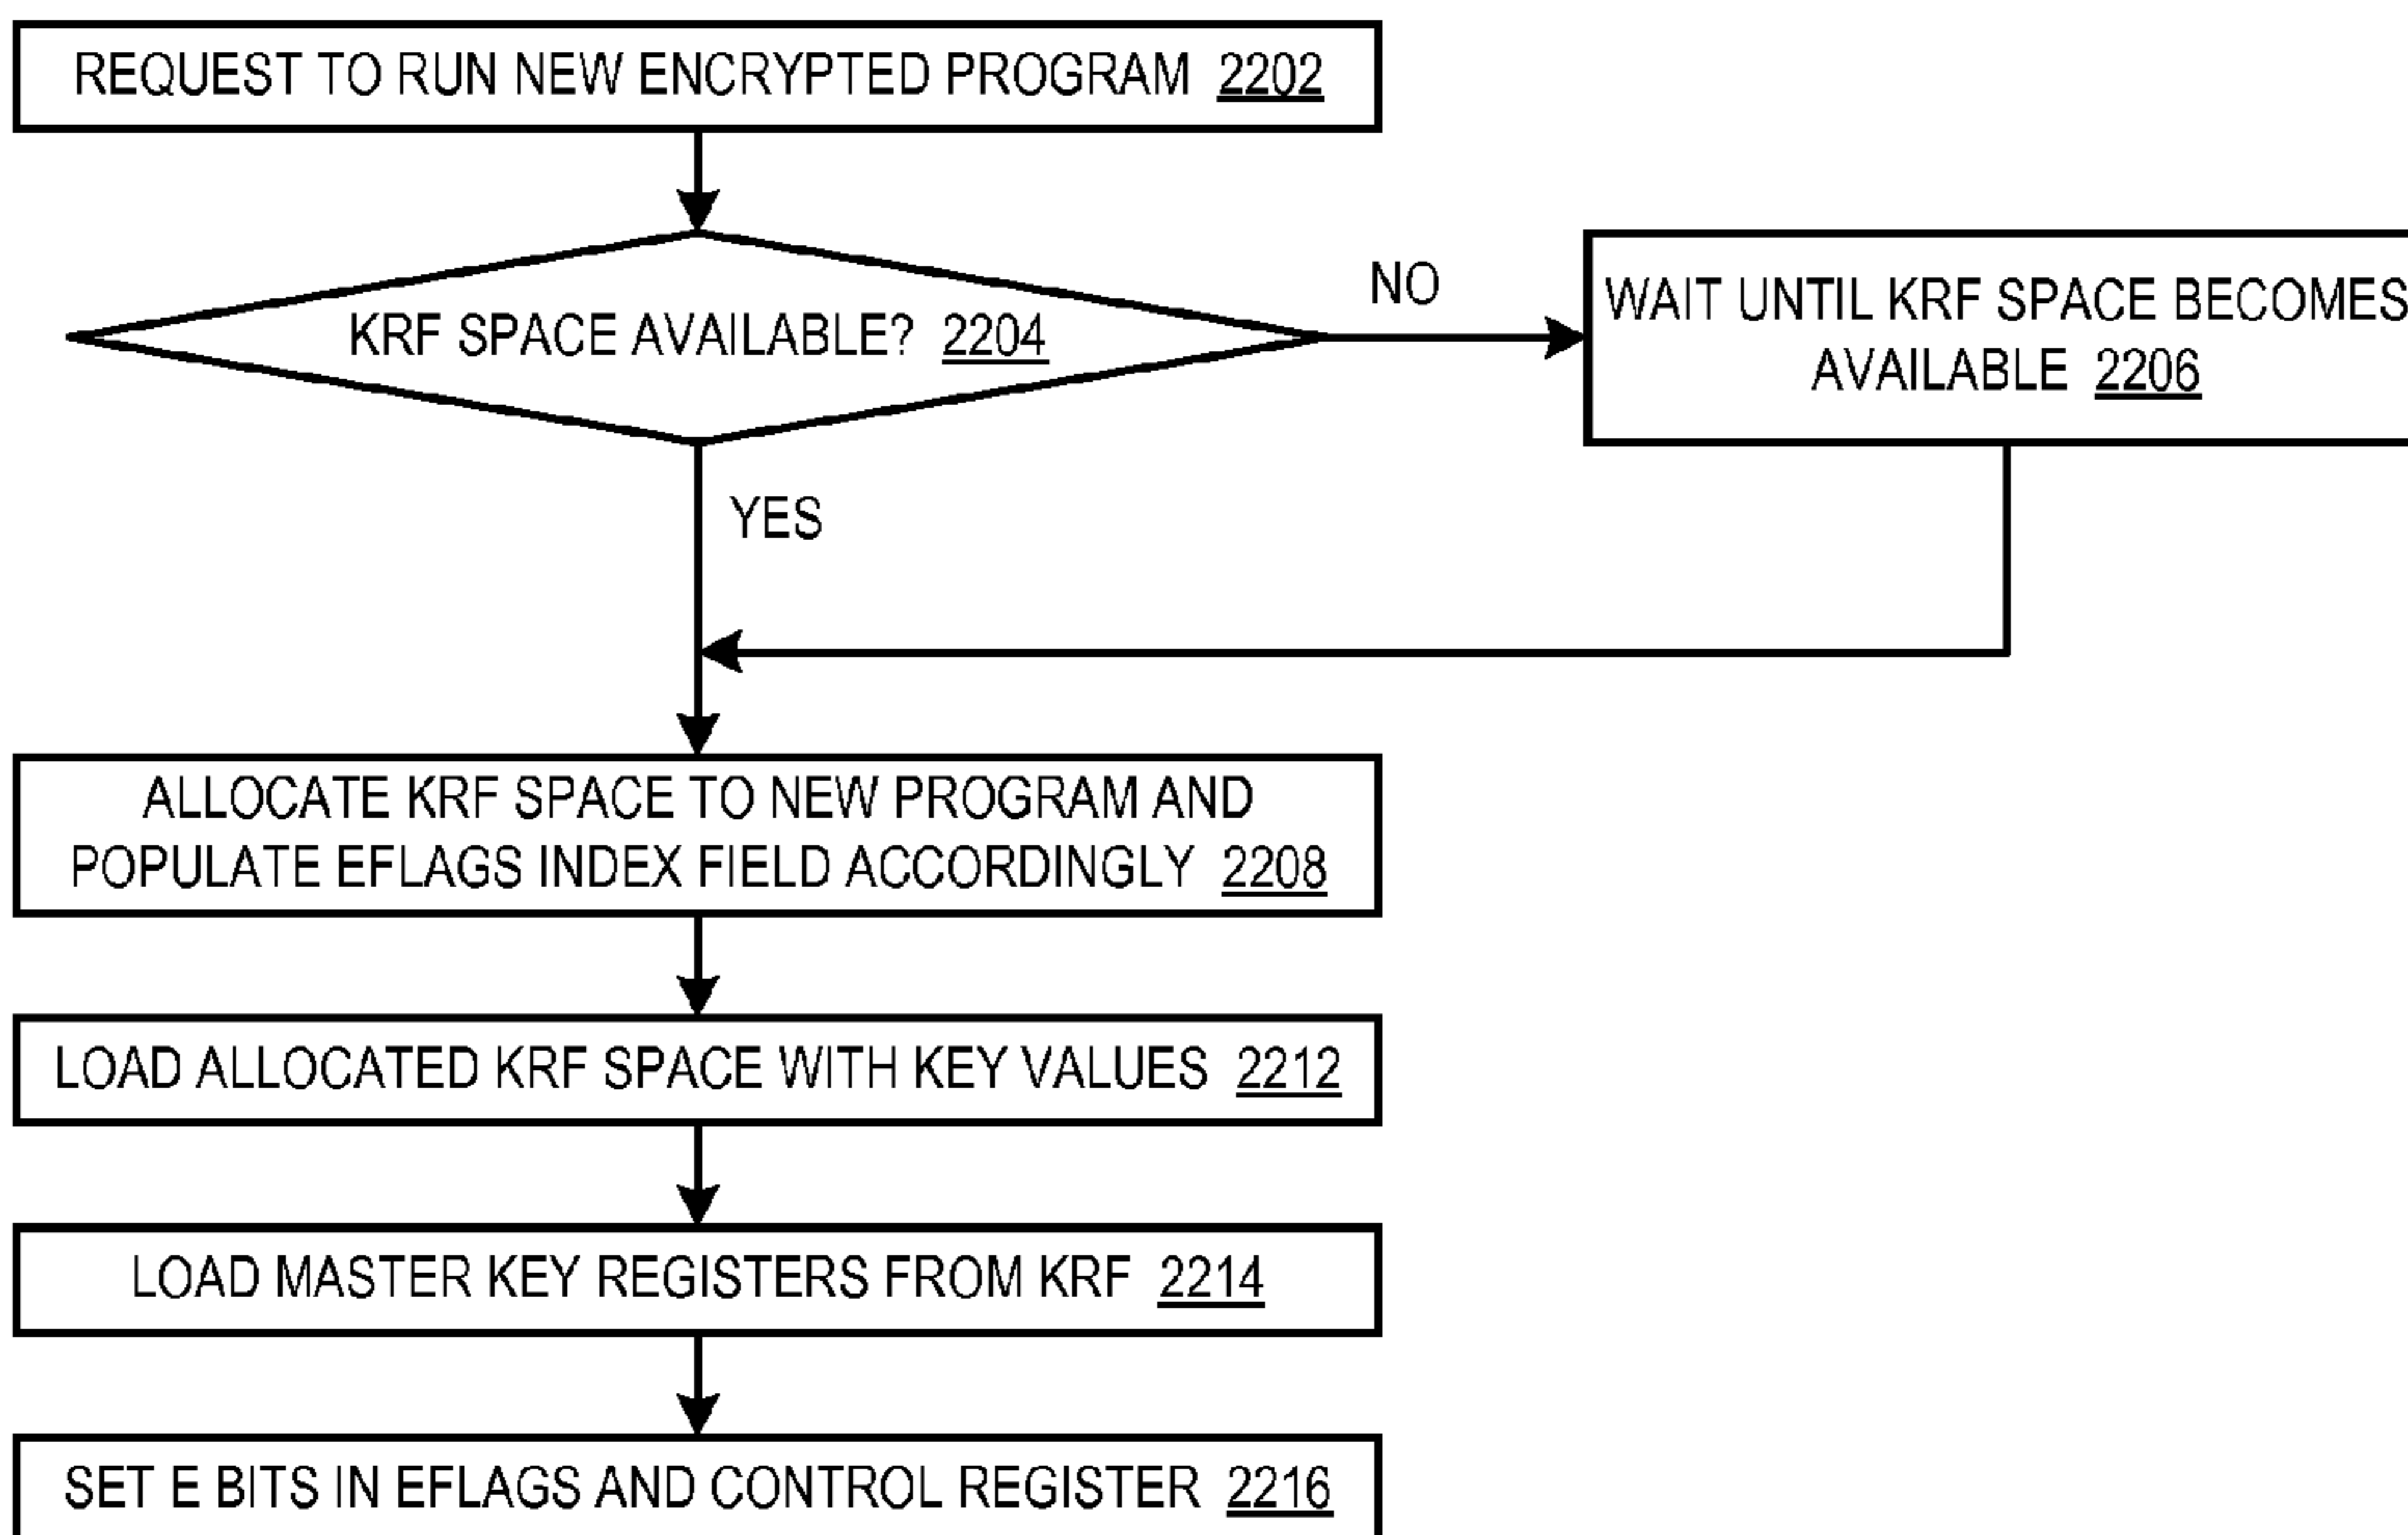 REQUEST TO RUN NEW ENCRYPTED PROGRAM 2202
KRF SPACE AVAILABLE? 2204
NO
WAIT UNTIL KRF SPACE BECOMES
AVAILABLE 2206
YES
ALLOCATE KRF SPACE TO NEW PROGRAM AND
POPULATE EFLAGS INDEX FIELD ACCORDINGLY 2208
LOAD ALLOCATED KRF SPACE WITH KEY VALUES 2212
LOAD MASTER KEY REGISTERS FROM KRF 2214
SET E BITS IN EFLAGS AND CONTROL REGISTER 2216